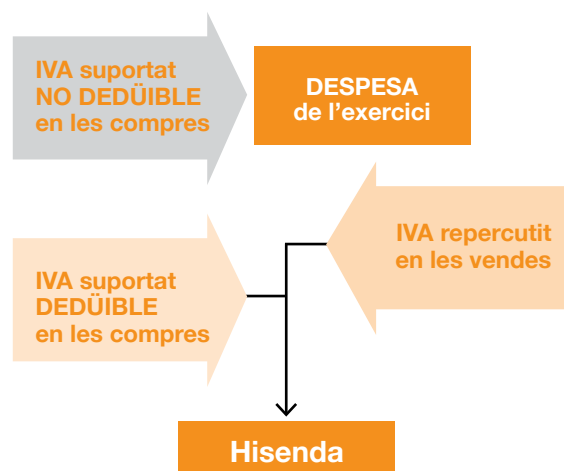 IVA suportat
NO DEDÜIBLE
en les compres
DESPESA
de l’exercici
IVA repercutit
en les vendes
IVA suportat
DEDÜIBLE
en les compres
Hisenda